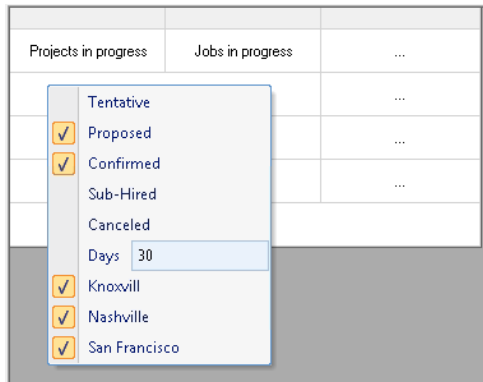 Projects in progress Jobs in progress ...
...
Tentative
Proposed
...
Confirmed
Sub-Hired ...
Canceled
Days 30
Knoxvill
Nashville
San Francisco